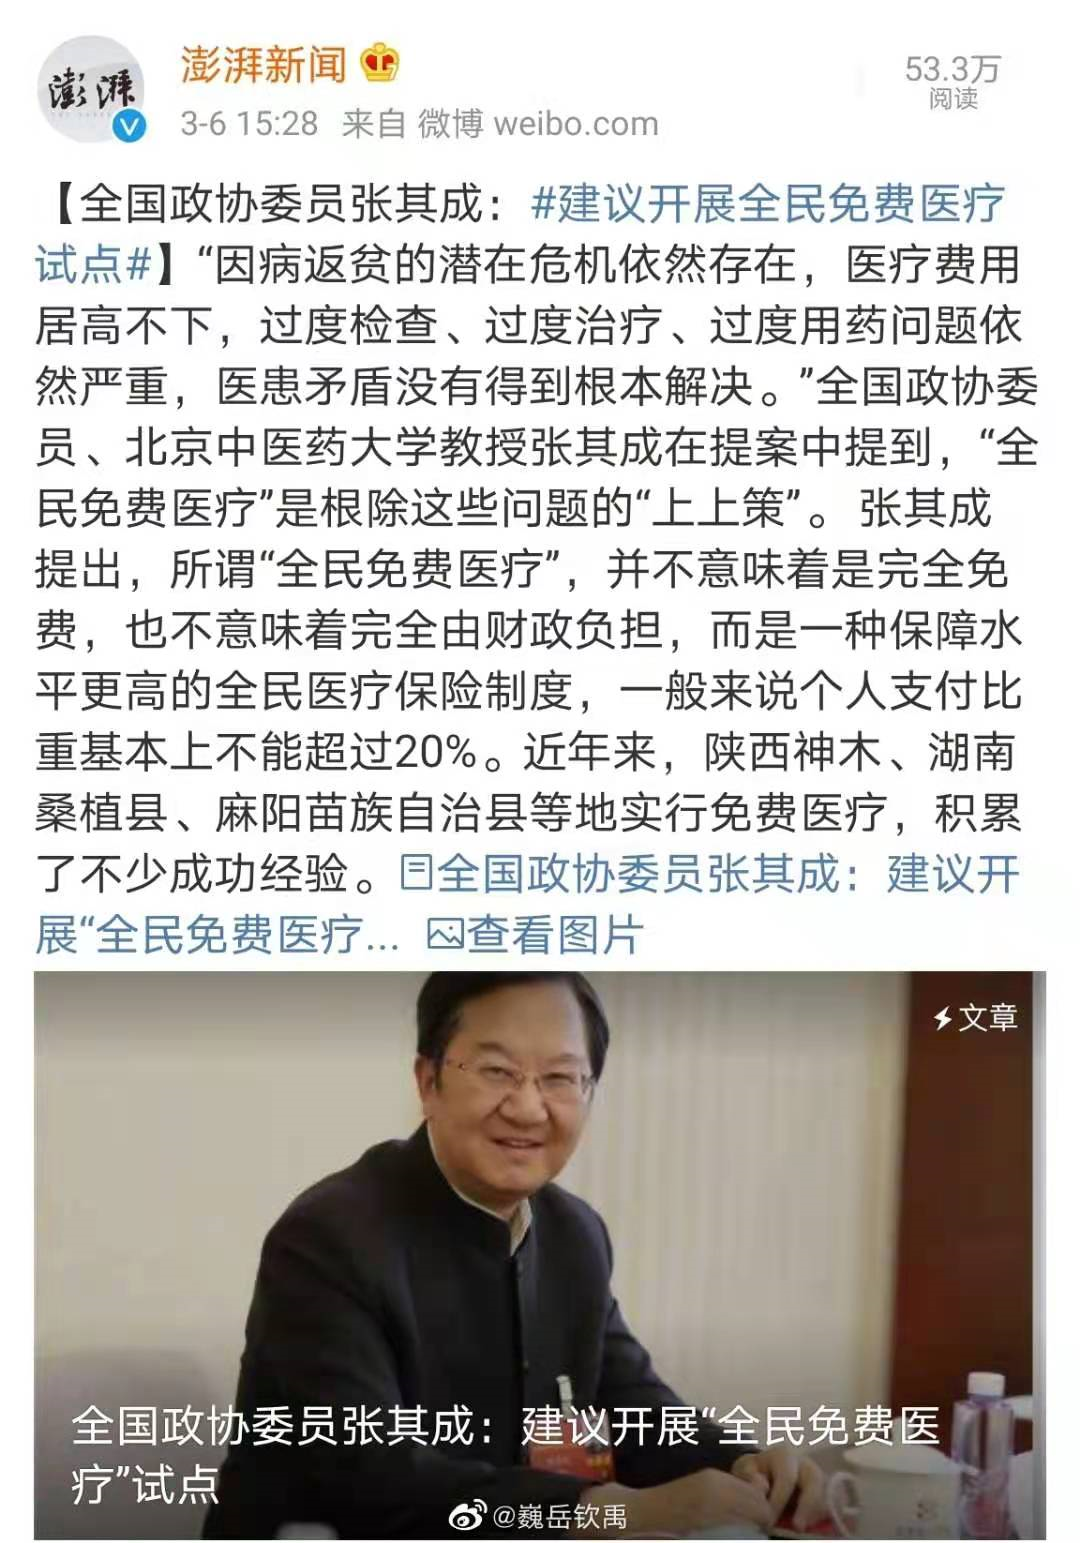 澎湃
澎湃新闻
53.3万
阅读
3-6 15:28 来自 微博 weibo.com
【全国政协委员张其成：#建议开展全民免费医疗
试点#】“因病返贫的潜在危机依然存在，医疗费用
居高不下，过度检查、过度治疗、过度用药问题依
然严重，医患矛盾没有得到根本解决。”全国政协委
员、北京中医药大学教授张其成在提案中提到，“全
民免费医疗”是根除这些问题的“上上策”。张其成
提出，所谓“全民免费医疗”，并不意味着是完全免
费，也不意味着完全由财政负担，而是一种保障水
平更高的全民医疗保险制度，一般来说个人支付比
重基本上不能超过20%。近年来，陕西神木、湖南
桑植县、麻阳苗族自治县等地实行免费医疗，积累
了不少成功经验。全国政协委员张其成：建议开
展“全民免费医疗... 查看图片
文章
全国政协委员张其成：建议开展“全民免费医
疗”试点
@巍岳钦禹